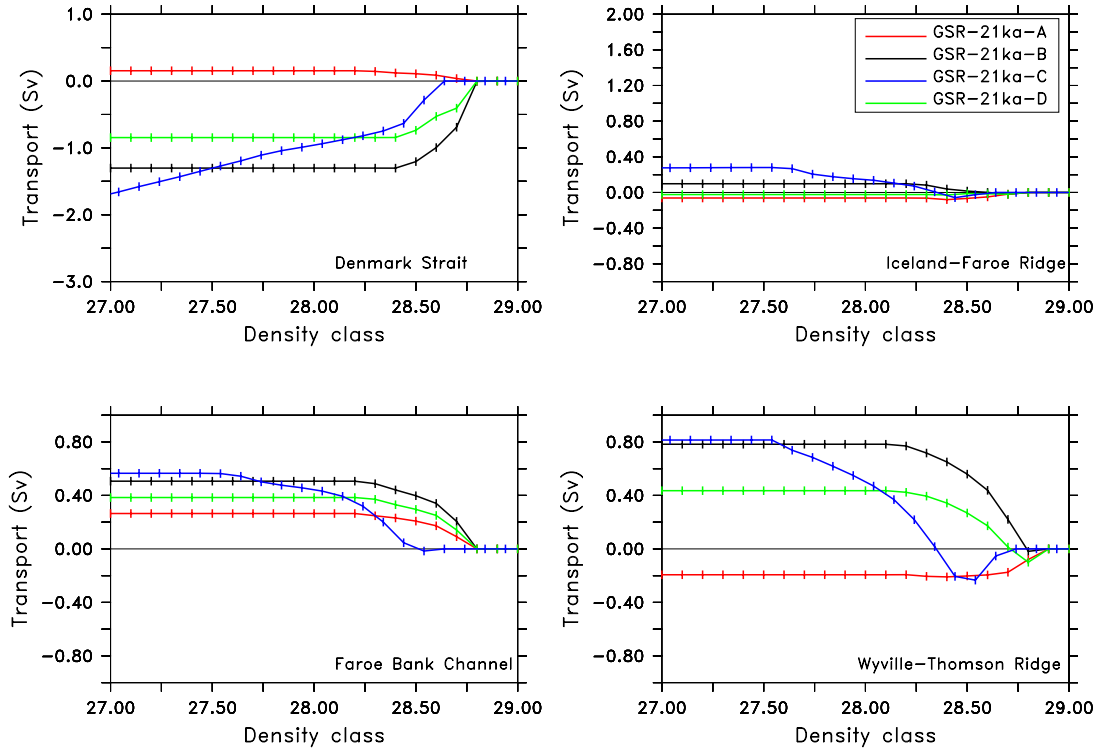 1.0
0.0
−1.0
−2.0
−3.0
Transport (Sv)
Denmark Strait
27.00 27.50 28.00 28.50 29.00
Density class
2.00
1.60
1.20
0.80
0.40
0.00
−0.40
−0.80
Transport (Sv)
GSR−21ka−A
GSR−21ka−B
GSR−21ka−C
GSR−21ka−D
Iceland−Faroe Ridge
27.00 27.50 28.00 28.50 29.00
Density class
0.80
0.40
0.00
−0.40
−0.80
Transport (Sv)
Faroe Bank Channel
27.00 27.50 28.00 28.50 29.00
Density class
0.80
0.40
0.00
−0.40
−0.80
Transport (Sv)
Wyville−Thomson Ridge
27.00 27.50 28.00 28.50 29.00
Density class